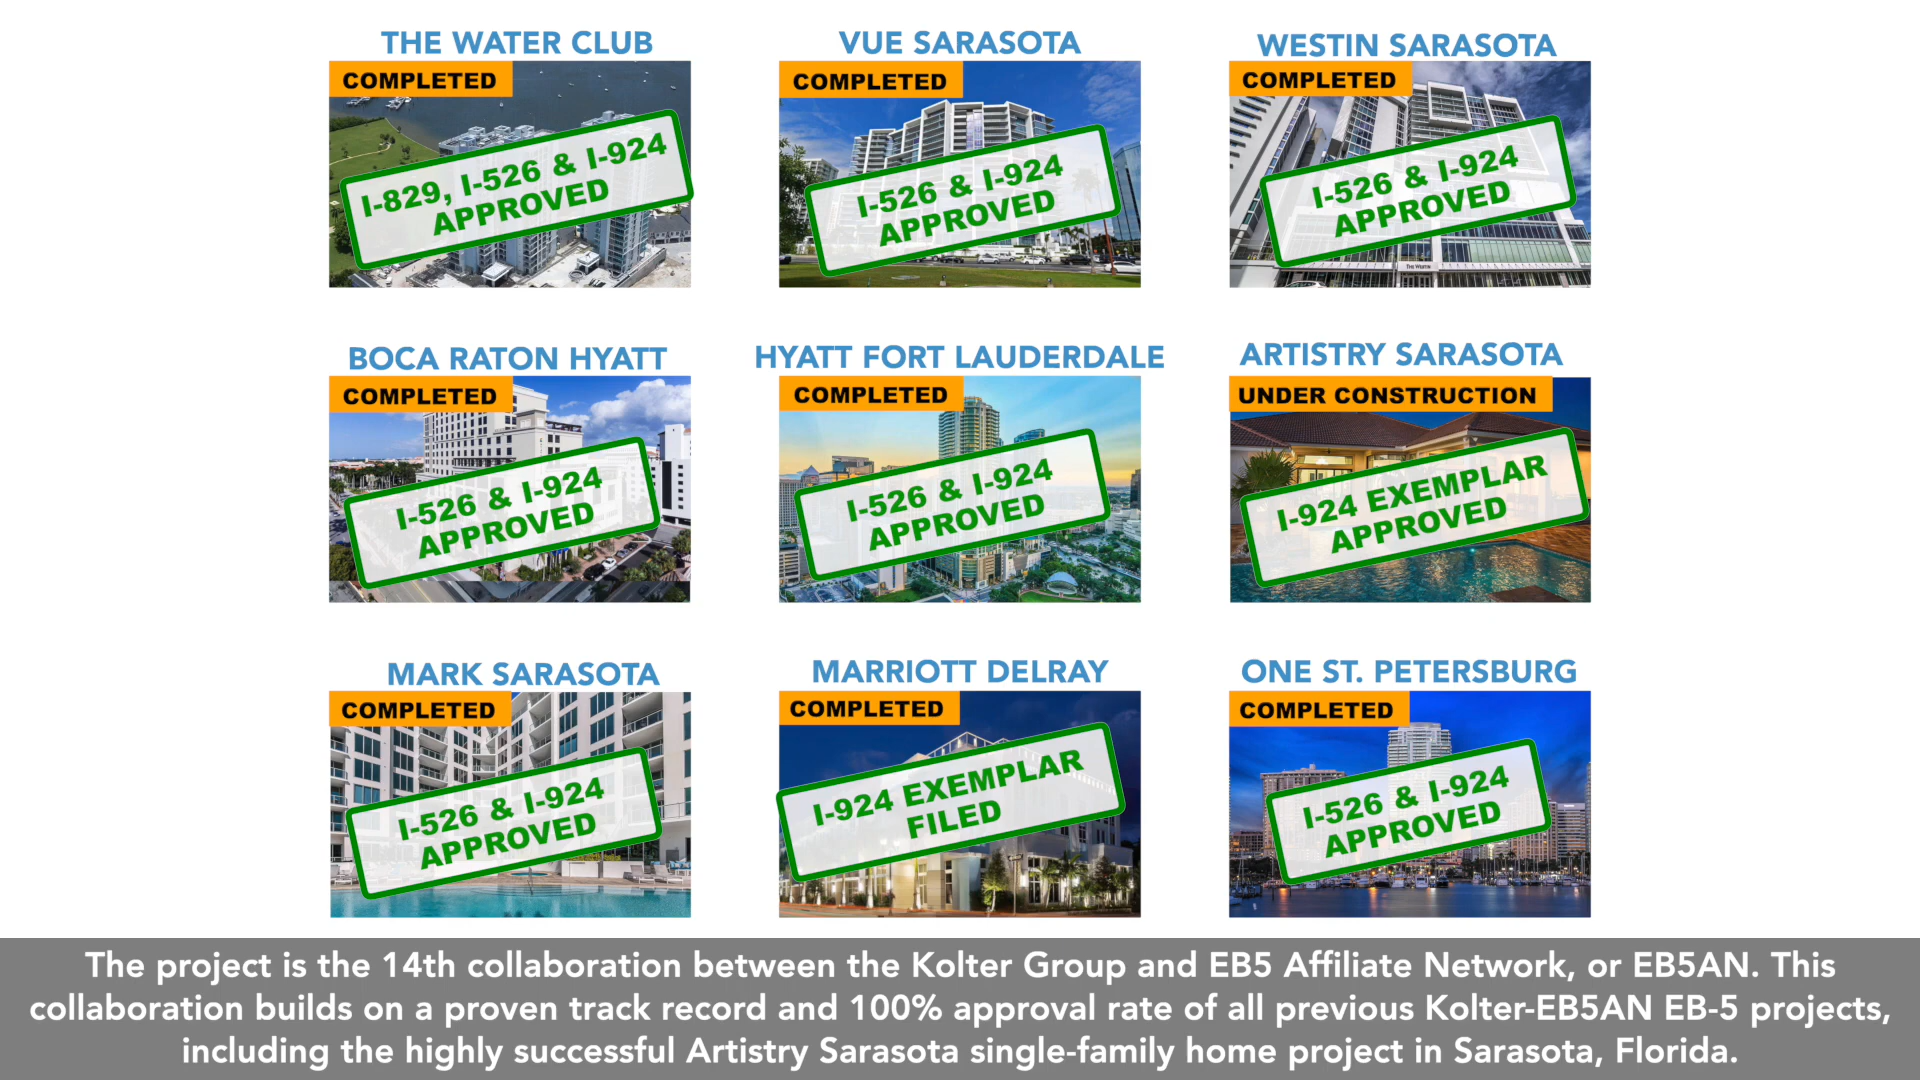 THE WATER CLUB
COMPLETED
I-829, I-526 & I-924
APPROVED
VUE SARASOTA
COMPLETED
I-526 & I-924
APPROVED
WESTIN SARASOTA
COMPLETED
I-526 & I-924
APPROVED
The Westin
BOCA RATON HYATT
COMPLETED
I-526 & I-924
APPROVED
HYATT FORT LAUDERDALE
COMPLETED
I-526 & I-924
APPROVED
ARTISTRY SARASOTA
UNDER CONSTRUCTION
I-924 EXEMPLAR
APPROVED
MARK SARASOTA
COMPLETED
I-526 & I-924
APPROVED
MARRIOTT DELRAY
COMPLETED
I-924 EXEMPLAR
FILED
ONE ST. PETERSBURG
COMPLETED
I-526 & I-924
APPROVED
The project is the 14th collaboration between the Kolter Group and EB5 Affiliate Network, or EB5AN. This
collaboration builds on a proven track record and 100% approval rate of all previous Kolter-EB5AN EB-5 projects,
including the highly successful Artistry Sarasota single-family home project in Sarasota, Florida.